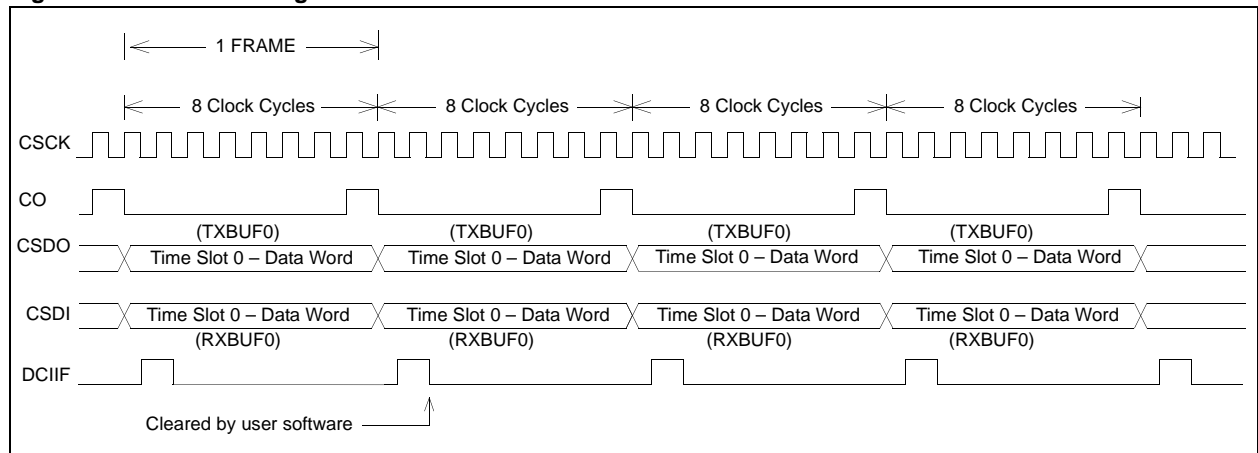 1 FRAME
8 Clock Cycles 8 Clock Cycles 8 Clock Cycles 8 Clock Cycles
CSCK
CO
(TXBUF0) (TXBUF0) (TXBUF0) (TXBUF0)
CSDO Time Slot 0 – Data Word Time Slot 0 – Data Word Time Slot 0 – Data Word Time Slot 0 – Data Word
CSDI Time Slot 0 – Data Word Time Slot 0 – Data Word Time Slot 0 – Data Word Time Slot 0 – Data Word
(RXBUF0) (RXBUF0) (RXBUF0) (RXBUF0)
DCIIF
Cleared by user software